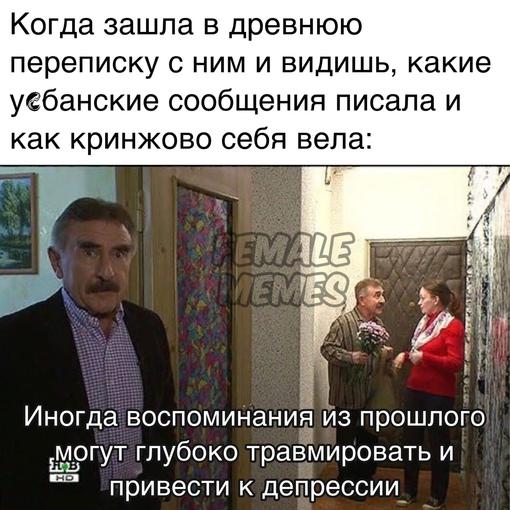 Когда зашла в древнюю
переписку с ним и видишь, какие
уебанские сообщения писала и
как кринжово себя вела:
FEMALE
MEMES
Иногда воспоминания из прошлого
могут глубоко травмировать и
привести к депрессии
НТВ
HD